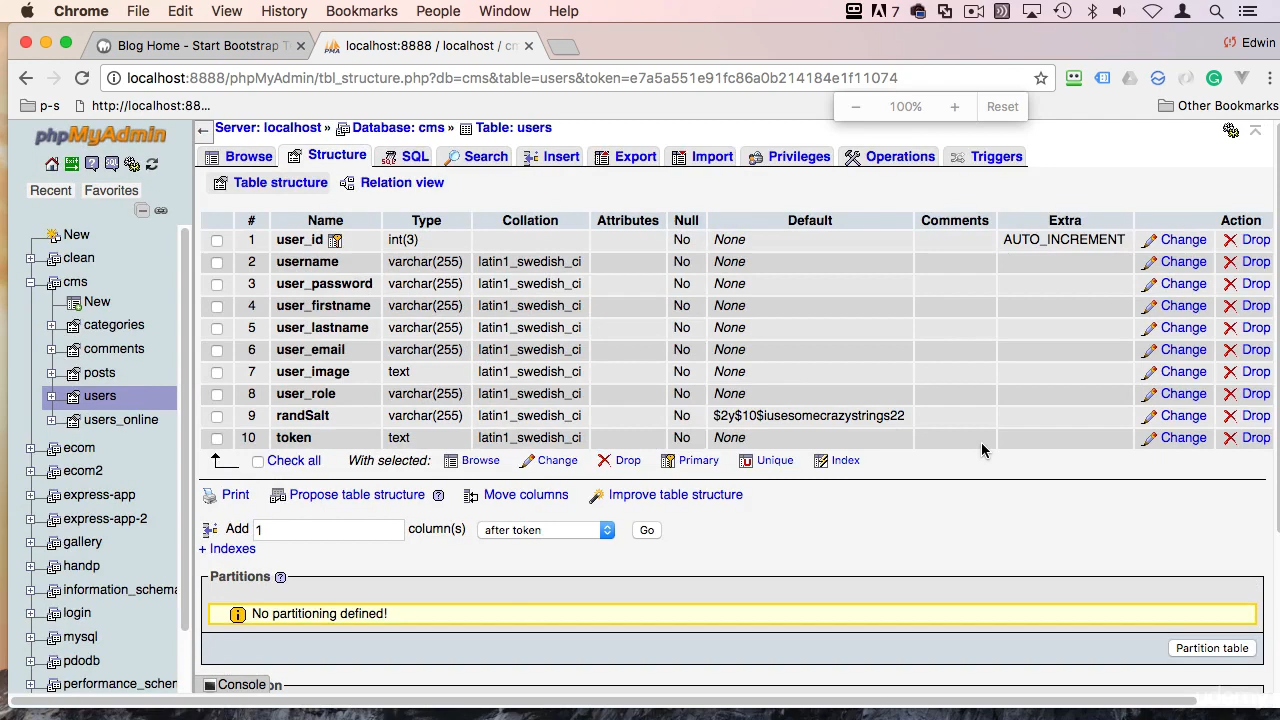 Chrome File Edit View History Bookmarks People Window Help 7
Blog Home - Start Bootstrap T localhost:8888 / localhost / cm Edwin
localhost:8888/phpMyAdmin/tbl_structure.php?db=cms&table=users&token=e7a5a551e91fc86a0b214184e1f11074
p-s http://localhost:88... Other Bookmarks
− 100% + Reset
phpMyAdmin
Recent Favorites
New
clean
cms
New
categories
comments
posts
users
users_online
ecom
ecom2
express-app
express-app-2
gallery
handp
information_schema
login
mysql
pdodb
performance_schem
Server: localhost » Database: cms » Table: users
Browse Structure SQL Search Insert Export Import Privileges Operations Triggers
Table structure Relation view
# Name Type Collation Attributes Null Default Comments Extra Action
1 user_id int(3) No None AUTO_INCREMENT Change Drop
2 username varchar(255) latin1_swedish_ci No None Change Drop
3 user_password varchar(255) latin1_swedish_ci No None Change Drop
4 user_firstname varchar(255) latin1_swedish_ci No None Change Drop
5 user_lastname varchar(255) latin1_swedish_ci No None Change Drop
6 user_email varchar(255) latin1_swedish_ci No None Change Drop
7 user_image text latin1_swedish_ci No None Change Drop
8 user_role varchar(255) latin1_swedish_ci No None Change Drop
9 randSalt varchar(255) latin1_swedish_ci No $2y$10$iusesomecrazystrings22 Change Drop
10 token text latin1_swedish_ci No None Change Drop
Check all With selected: Browse Change Drop Primary Unique Index
Print Propose table structure Move columns Improve table structure
Add 1 column(s) after token Go
+ Indexes
Partitions
No partitioning defined!
Partition table
Console on